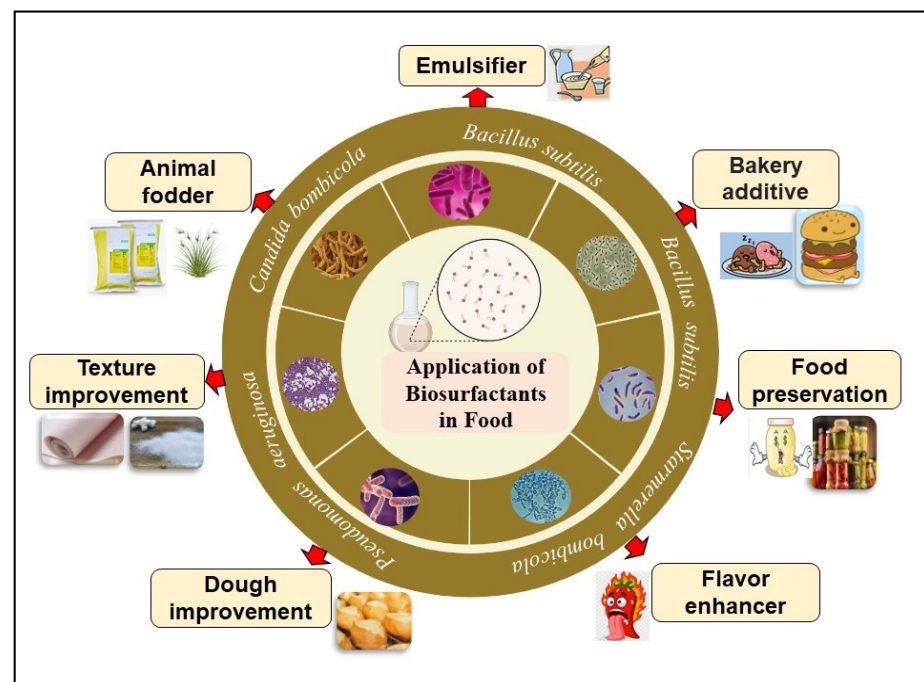 Emulsifier
Bacillus subtilis
Bakery
additive
Bacillus subtilis
Food
preservation
Starmerella bombicola
Flavor
enhancer
Pseudomonas aeruginosa
Dough
improvement
Texture
improvement
Candida bombicola
Animal
fodder
Application of
Biosurfactants
in Food